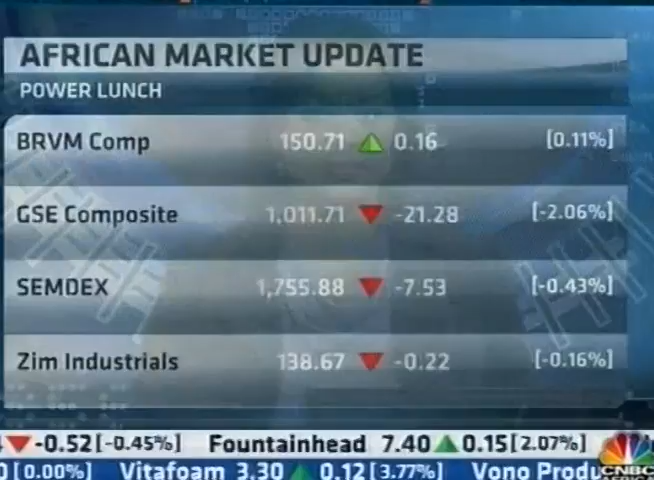 AFRICAN MARKET UPDATE
POWER LUNCH
BRVM Comp 150.71 0.16 [0.11%]
GSE Composite 1,011.71 -21.28 [-2.06%]
SEMDEX 1,755.88 -7.53 [-0.43%]
Zim Industrials 138.67 -0.22 [-0.16%]
-0.52[-0.45%] Fountainhead 7.40 0.15[2.07%]
0[0.00%] Vitafoam 3.30 0.12[3.77%] Vono Produ
CNBC
AFRICA